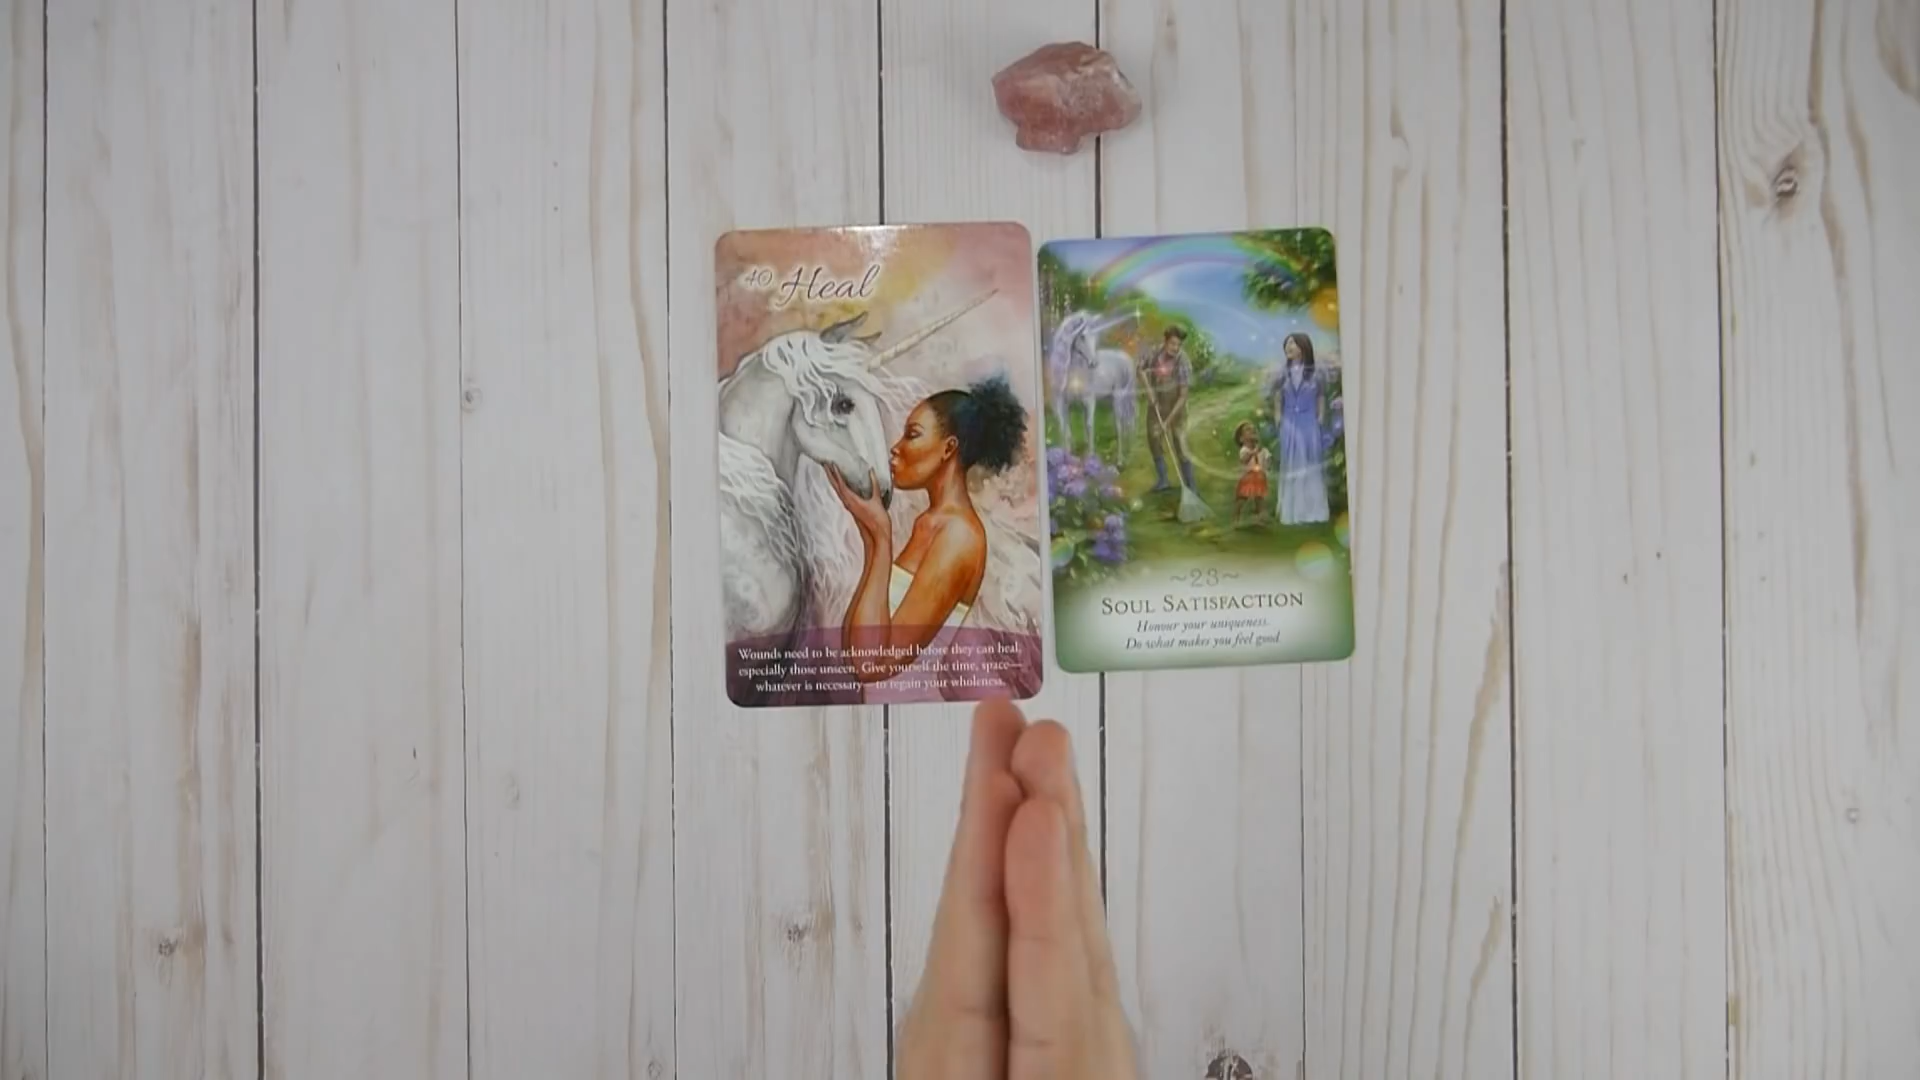 40 Heal
Wounds need to be acknowledged before they can heal,
especially those unseen. Give yourself the time, space—
whatever is necessary—to regain your wholeness.
~23~
SOUL SATISFACTION
Honour your uniqueness.
Do what makes you feel good.